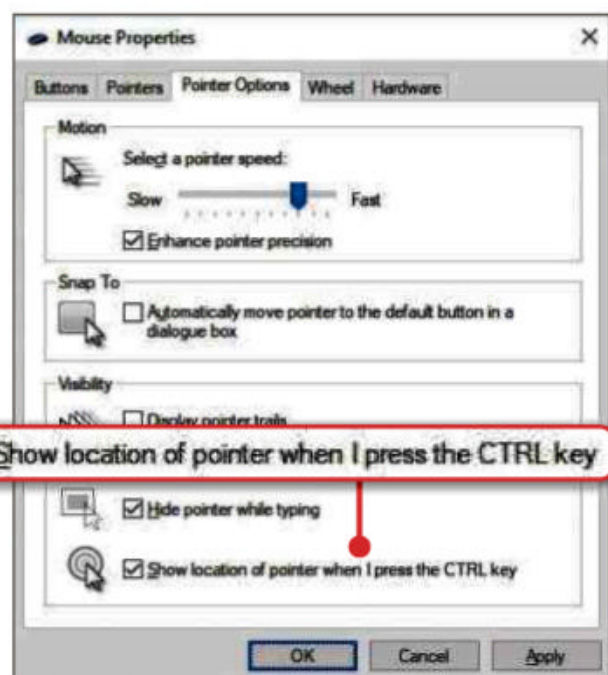 Mouse Properties
Buttons Pointers Pointer Options Wheel Hardware
Motion
Select a pointer speed:
Slow Fast
Enhance pointer precision
Snap To
Automatically move pointer to the default button in a
dialogue box
Visibility
Display pointer trails
Show location of pointer when I press the CTRL key
Hide pointer while typing
Show location of pointer when I press the CTRL key
OK Cancel Apply